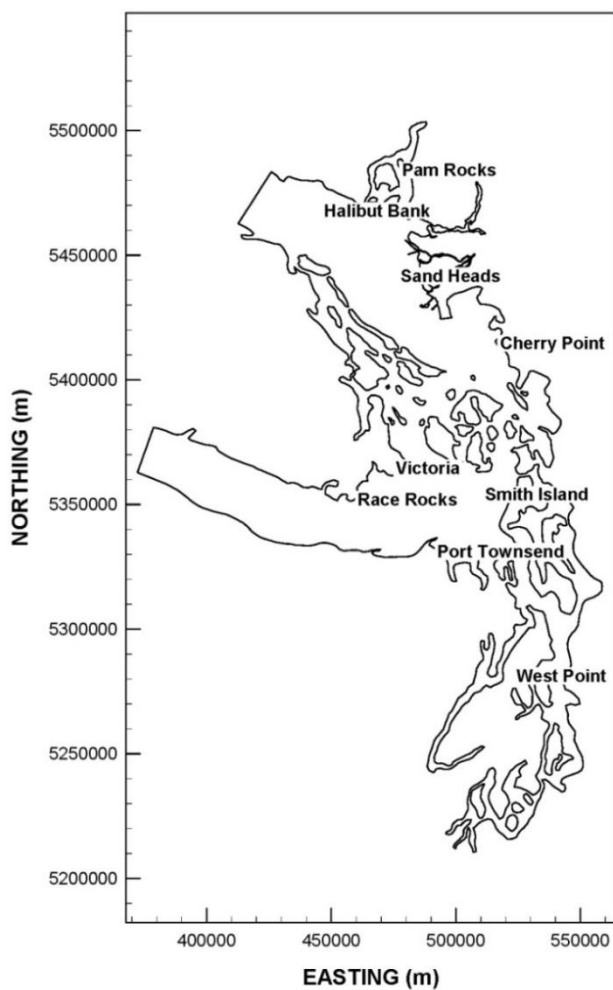 5500000
Pam Rocks
Halibut Bank
5450000
Sand Heads
Cherry Point
5400000
Victoria
Smith Island
5350000
Race Rocks
Port Townsend
5300000
West Point
5250000
5200000
NORTHING (m)
400000 450000 500000 550000
EASTING (m)